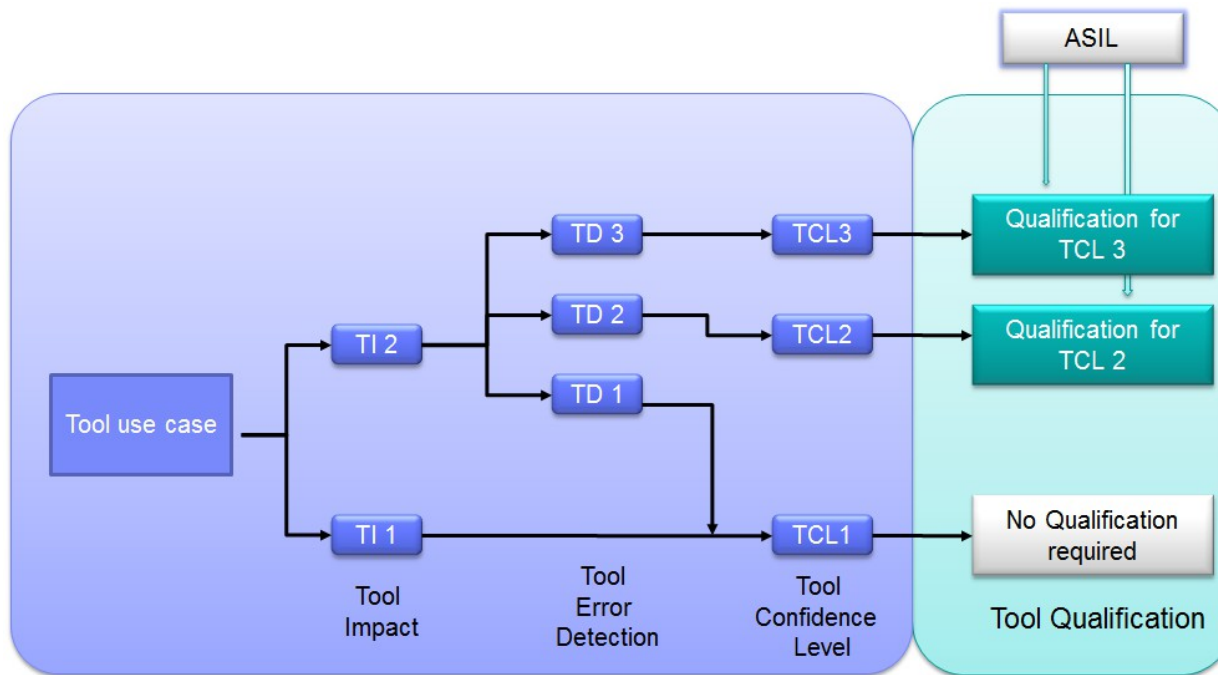 ASIL
Qualification for
TCL 3
TD 3
TCL3
TD 2
TCL2
Qualification for
TCL 2
TI 2
TD 1
Tool use case
TI 1
TCL1
No Qualification
required
Tool
Impact
Tool
Error
Detection
Tool
Confidence
Level
Tool Qualification